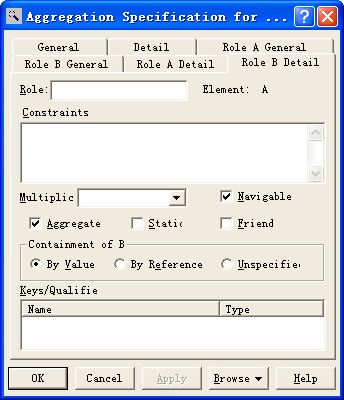 Aggregation Specification for ...
General Detail Role A General
Role B General Role A Detail Role B Detail
Role: Element: A
Constraints
Multiplic Navigable
Aggregate Static Friend
Containment of B
By Value By Reference Unspecifie
Keys/Qualifie
Name Type
OK Cancel Apply Browse Help